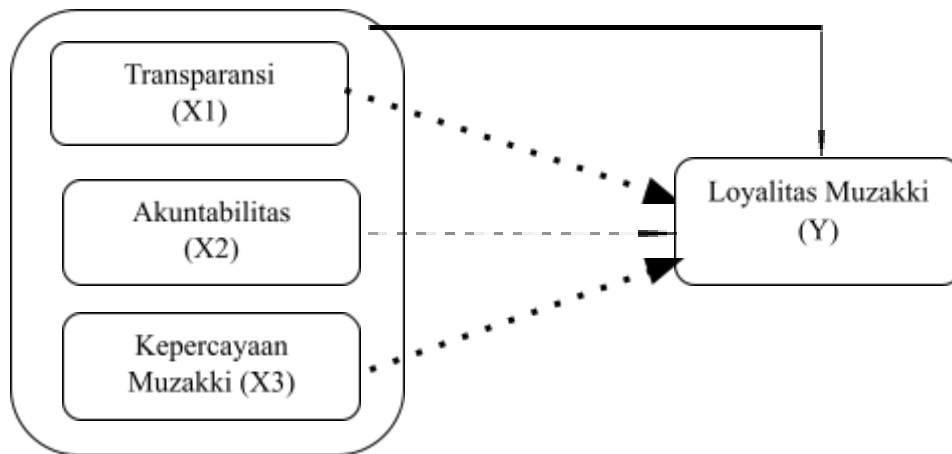 Transparansi
(X1)
Akuntabilitas
(X2)
Kepercayaan
Muzakki (X3)
Loyalitas Muzakki
(Y)